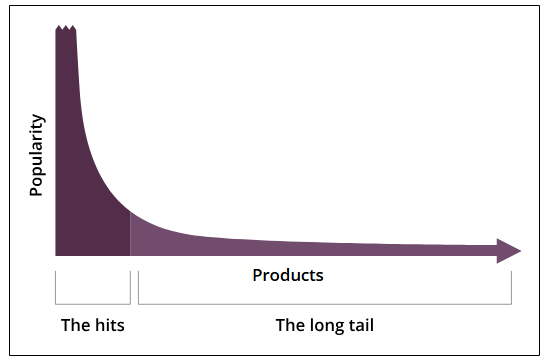 Popularity
Products
The hits
The long tail